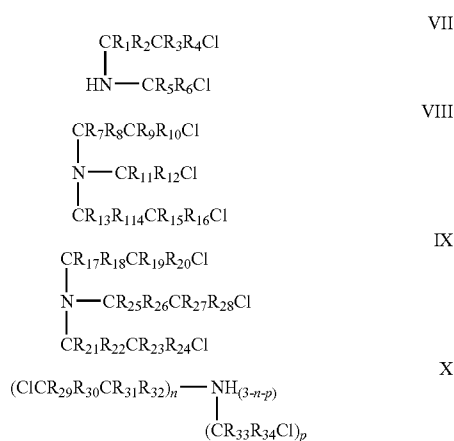 VII
CR₁R₂CR₃R₄Cl
HN—CR₅R₆Cl
VIII
CR₇R₈CR₉R₁₀Cl
N—CR₁₁R₁₂Cl
CR₁₃R₁₁₄CR₁₅R₁₆Cl
IX
CR₁₇R₁₈CR₁₉R₂₀Cl
N—CR₂₅R₂₆CR₂₇R₂₈Cl
CR₂₁R₂₂CR₂₃R₂₄Cl
X
(ClCR₂₉R₃₀CR₃₁R₃₂)ₙ—NH₍₃₋ₙ₋ₚ₎
(CR₃₃R₃₄Cl)ₚ